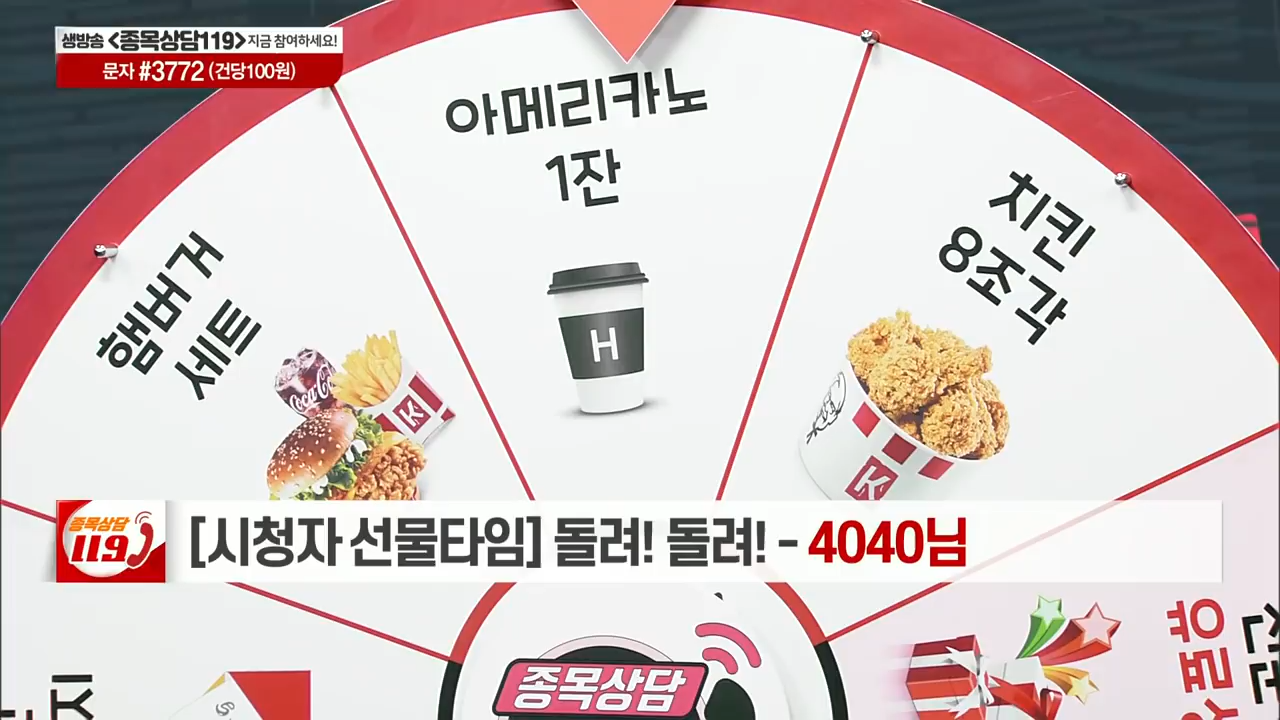 생방송 <종목상담119> 지금 참여하세요!
문자 #3772 (건당100원)
아메리카노
1잔
치킨
8조각
햄버거
세트
Coca-Co
K
H
KFC
K
종목상담
119
[시청자 선물타임] 돌려! 돌려! - 4040님
종목상담